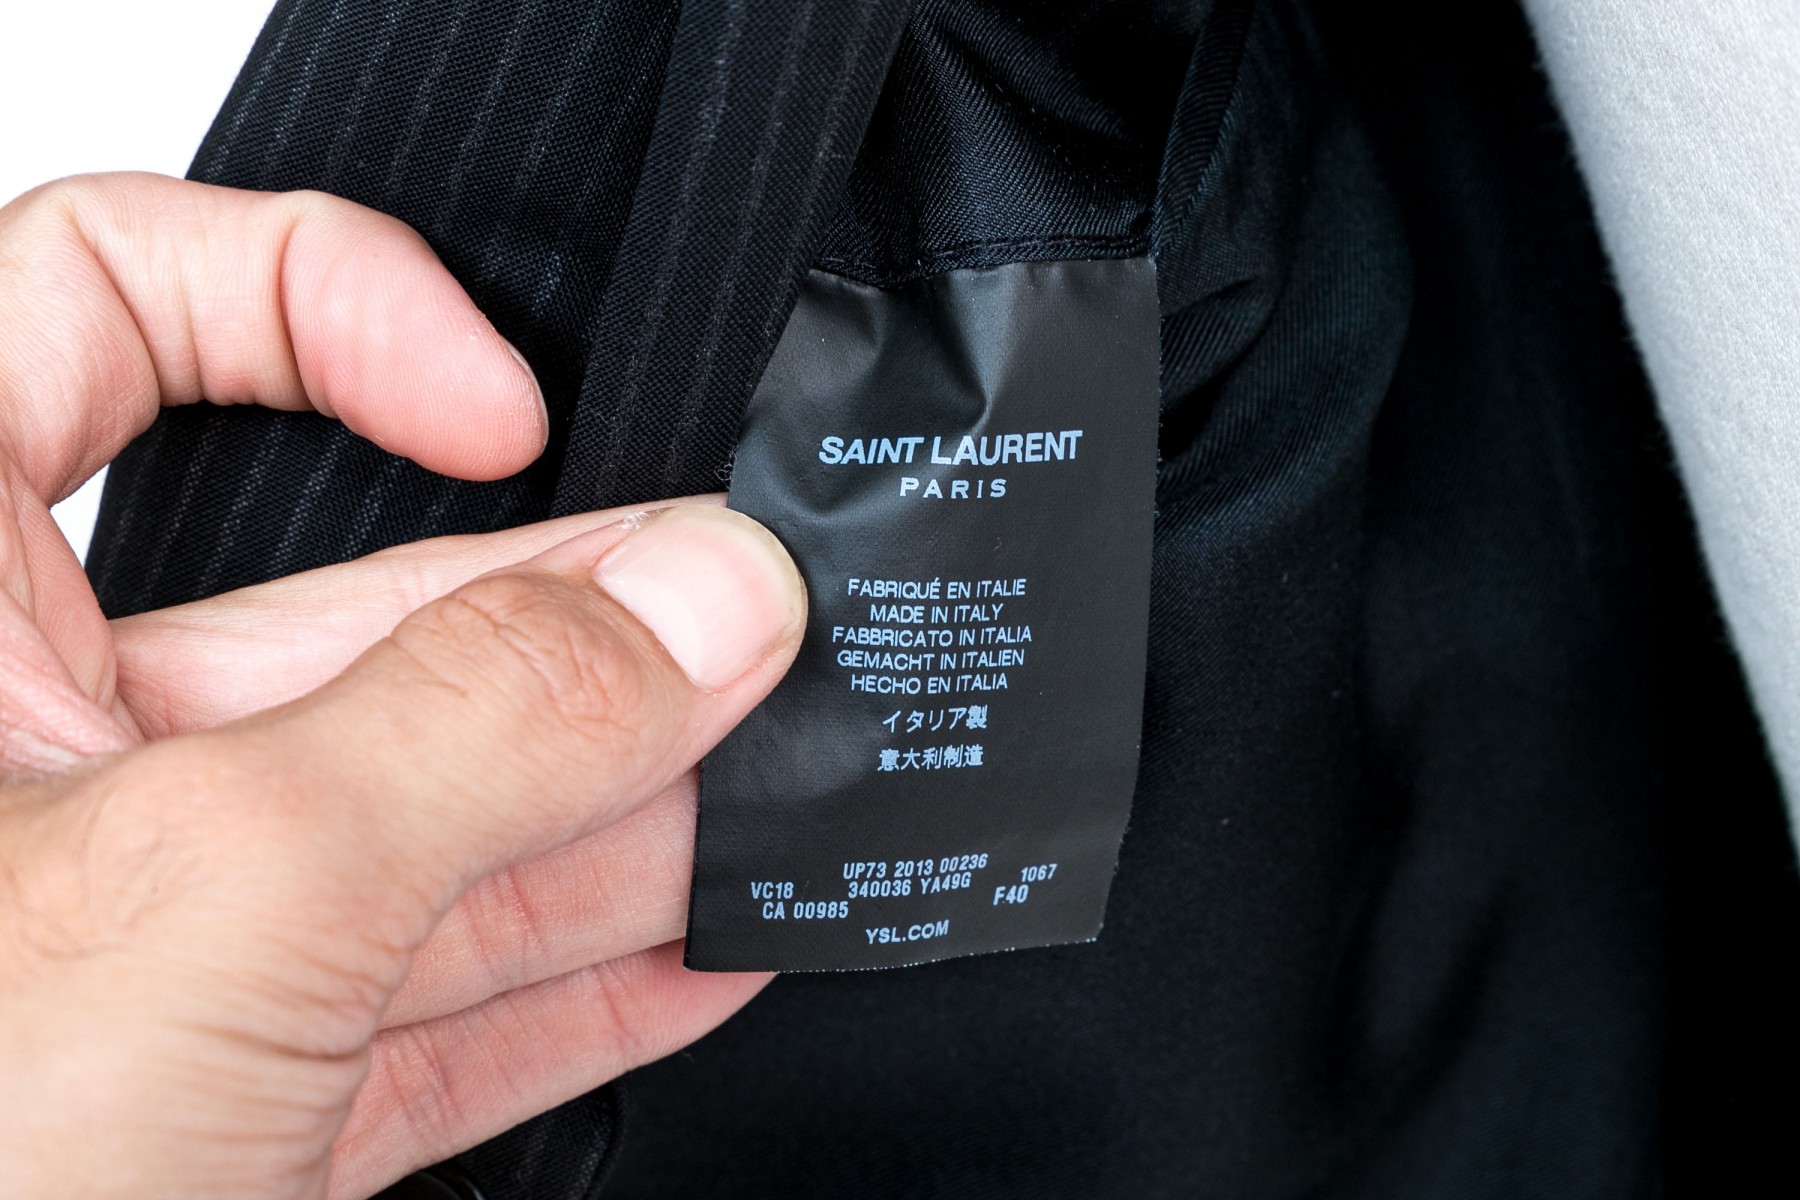 SAINT LAURENT
PARIS
FABRIQUÉ EN ITALIE
MADE IN ITALY
FABBRICATO IN ITALIA
GEMACHT IN ITALIEN
HECHO EN ITALIA
イタリア製
意大利制造
UP73 2013 00236
VC18 340036 YA49G 1067
CA 00985 F.40
YSL.COM